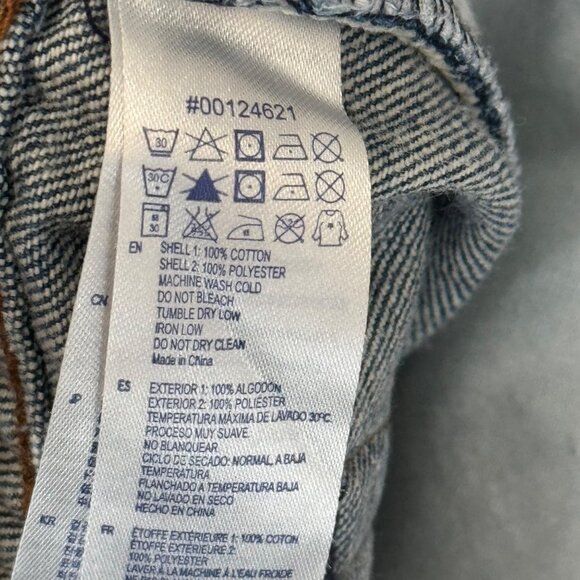 #00124621
30
30
30
EN SHELL 1: 100% COTTON
SHELL 2: 100% POLYESTER
MACHINE WASH COLD
DO NOT BLEACH
TUMBLE DRY LOW
IRON LOW
DO NOT DRY CLEAN
Made in China
CN
ES EXTERIOR 1: 100% ALGODON
EXTERIOR 2: 100% POLIÉSTER
TEMPERATURA MÁXIMA DE LAVADO 30ºC.
PROCESO MUY SUAVE.
NO BLANQUEAR
CICLO DE SECADO: NORMAL, A BAJA
TEMPERATURA
PLANCHADO A TEMPERATURA BAJA
NO LAVADO EN SECO
HECHO EN CHINA
JP
KR
FR ÉTOFFE EXTÉRIEURE 1: 100% COTON
ÉTOFFE EXTÉRIEURE 2:
100% POLYESTER
LAVER À LA MACHINE À L'EAU FROIDE